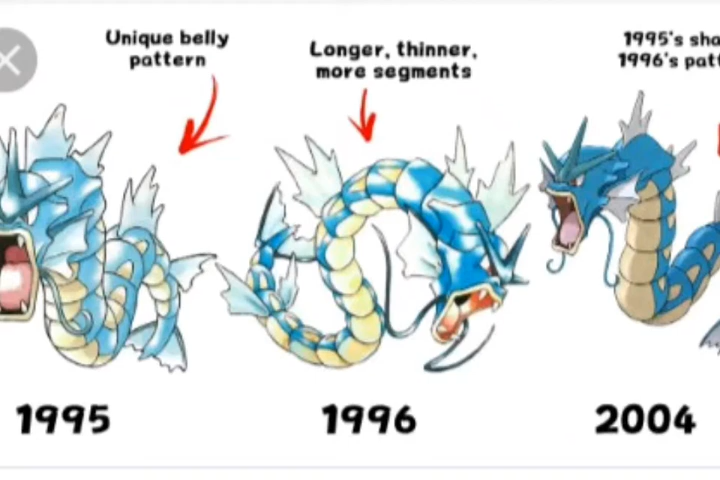 Unique belly
pattern
Longer, thinner,
more segments
1995's
1996's
1995
1996
2004